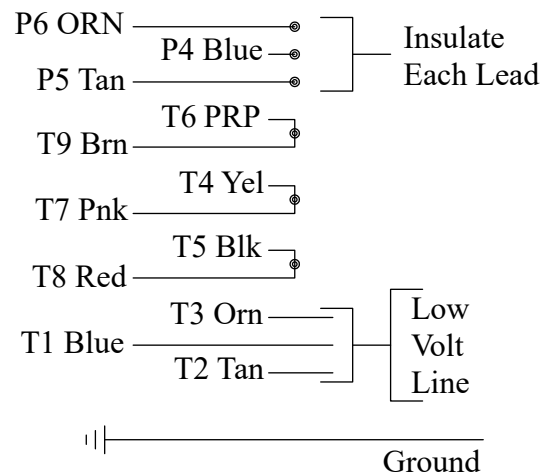 P6 ORN
P4 Blue
P5 Tan
Insulate
Each Lead
T6 PRP
T9 Brn
T4 Yel
T7 Pnk
T5 Blk
T8 Red
T3 Orn
T1 Blue
T2 Tan
Low
Volt
Line
Ground